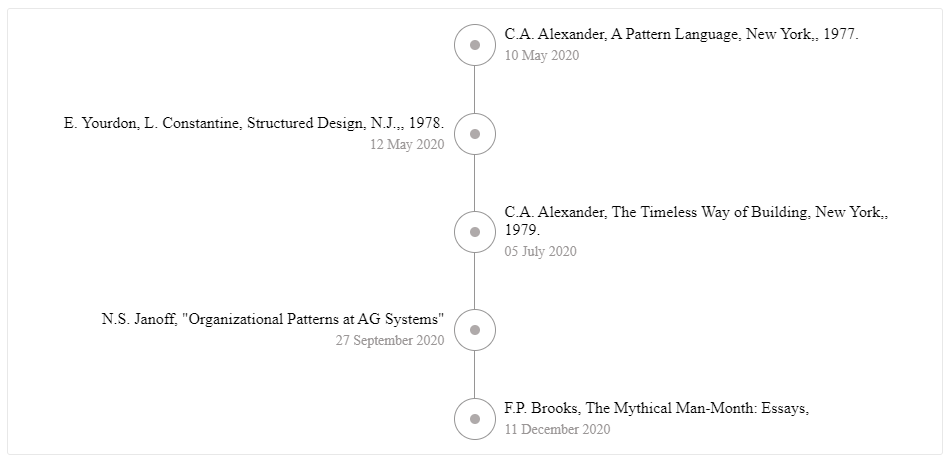 C.A. Alexander, A Pattern Language, New York,, 1977.
10 May 2020
E. Yourdon, L. Constantine, Structured Design, N.J.,,, 1978.
12 May 2020
C.A. Alexander, The Timeless Way of Building, New York,,
1979.
05 July 2020
N.S. Janoff, "Organizational Patterns at AG Systems"
27 September 2020
F.P. Brooks, The Mythical Man-Month: Essays,
11 December 2020